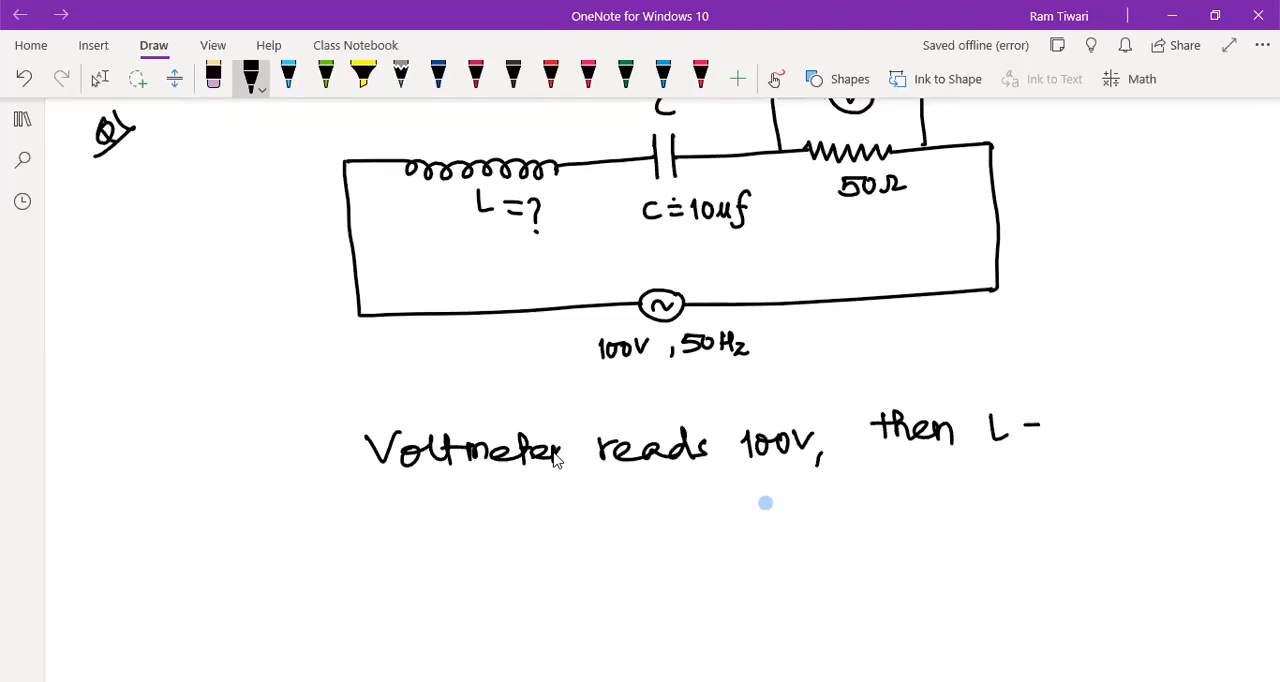 OneNote for Windows 10
Ram Tiwari
Home Insert Draw View Help Class Notebook
Saved offline (error) Share
Shapes Ink to Shape Ink to Text Math
Q)
C
V
50Ω
L = ?
C = 10μf
100V , 50Hz
Voltmeter reads 100V, then L -